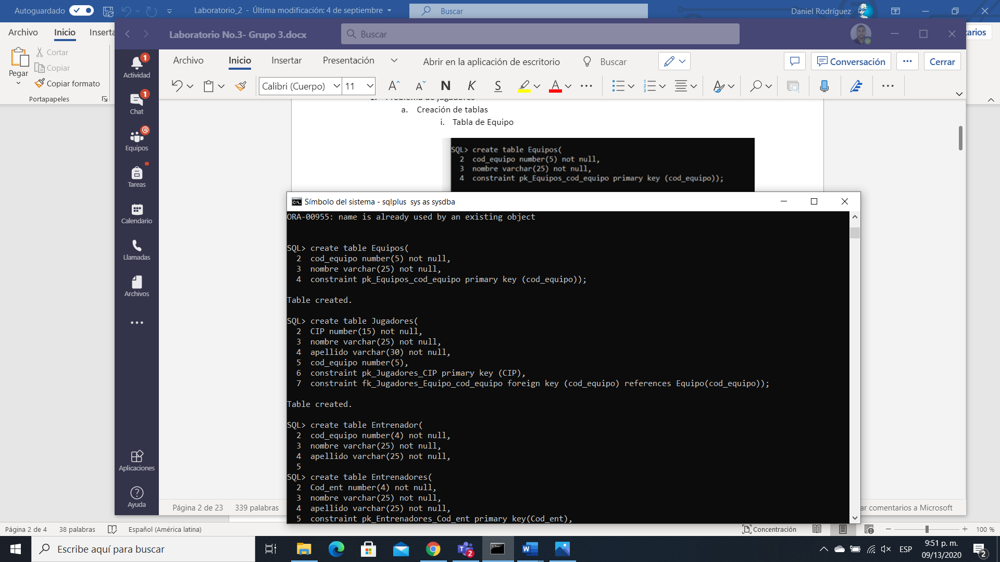 Autoguardado
Laboratorio_2 - Última modificación: 4 de septiembre
Buscar
Daniel Rodríguez
Archivo
Inicio
Pegar
Cortar
Copiar
Copiar formato
Portapapeles
Laboratorio No.3- Grupo 3.docx
Buscar
Archivo
Inicio
Insertar
Presentación
Abrir en la aplicación de escritorio
Buscar
Conversación
Cerrar
Calibri (Cuerpo)
11
N
K
S
1
Actividad
1
Chat
@
Equipos
Tareas
Calendario
Llamadas
Archivos
Aplicaciones
Ayuda
a. Creación de tablas
i. Tabla de Equipo
SQL> create table Equipos(
2 cod_equipo number(5) not null,
3 nombre varchar(25) not null,
4 constraint pk_Equipos_cod_equipo primary key (cod_equipo));
Símbolo del sistema - sqlplus sys as sysdba
ORA-00955: name is already used by an existing object
SQL> create table Equipos(
2 cod_equipo number(5) not null,
3 nombre varchar(25) not null,
4 constraint pk_Equipos_cod_equipo primary key (cod_equipo));
Table created.
SQL> create table Jugadores(
2 CIP number(15) not null,
3 nombre varchar(25) not null,
4 apellido varchar(30) not null,
5 cod_equipo number(5),
6 constraint pk_Jugadores_CIP primary key (CIP),
7 constraint fk_Jugadores_Equipo_cod_equipo foreign key (cod_equipo) references Equipo(cod_equipo));
Table created.
SQL> create table Entrenador(
2 cod_equipo number(4) not null,
3 nombre varchar(25) not null,
4 apellido varchar(25) not null,
5
SQL> create table Entrenadores(
2 Cod_ent number(4) not null,
3 nombre varchar(25) not null,
4 apellido varchar(25) not null,
5 constraint pk_Entrenadores_Cod_ent primary key(Cod_ent),
Página 2 de 23
339 palabras
ar comentarios a Microsoft
Página 2 de 4
38 palabras
Español (América latina)
Concentración
100 %
Escribe aquí para buscar
2
ESP
9:51 p. m.
09/13/2020
2